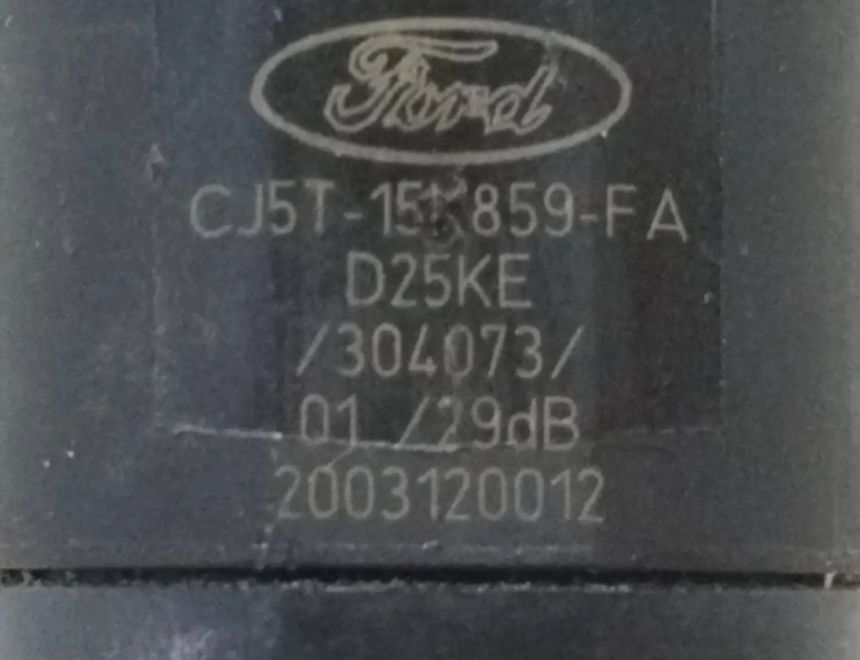 Ford
CJ5T-15K859-FA
D25KE
/304073/
01 /29dB
2003120012